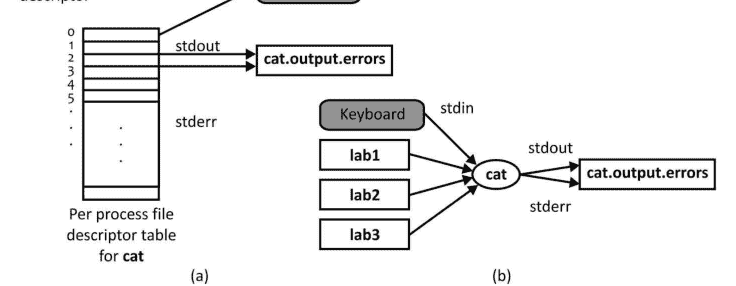 0
1
2
3
4
5
stdout
cat.output.errors
stderr
Per process file
descriptor table
for cat
(a)
Keyboard
stdin
lab1
lab2
lab3
cat
stdout
stderr
cat.output.errors
(b)